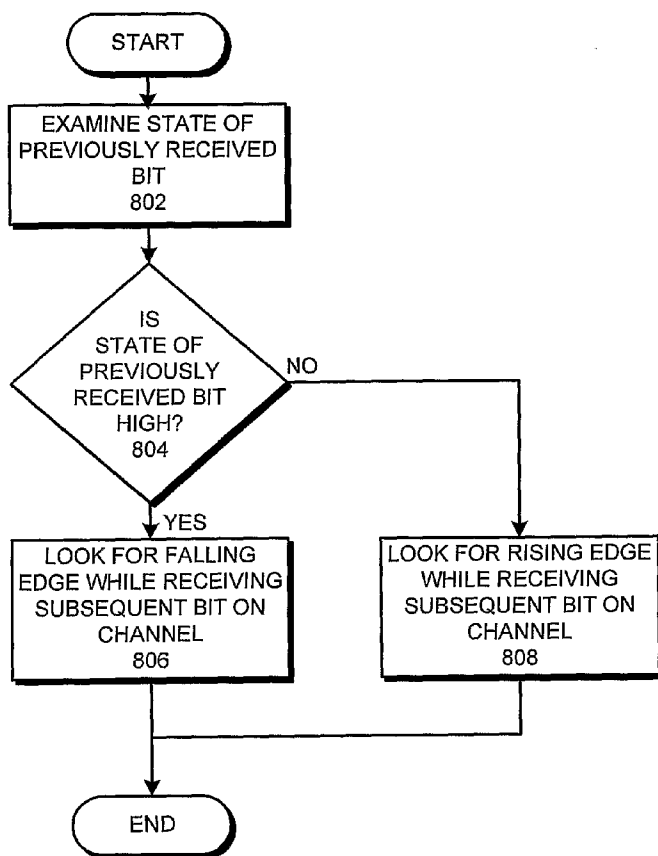 START
EXAMINE STATE OF
PREVIOUSLY RECEIVED
BIT
802
IS
STATE OF
PREVIOUSLY
RECEIVED BIT
HIGH?
804
NO
YES
LOOK FOR FALLING
EDGE WHILE RECEIVING
SUBSEQUENT BIT ON
CHANNEL
806
LOOK FOR RISING EDGE
WHILE RECEIVING
SUBSEQUENT BIT ON
CHANNEL
808
END